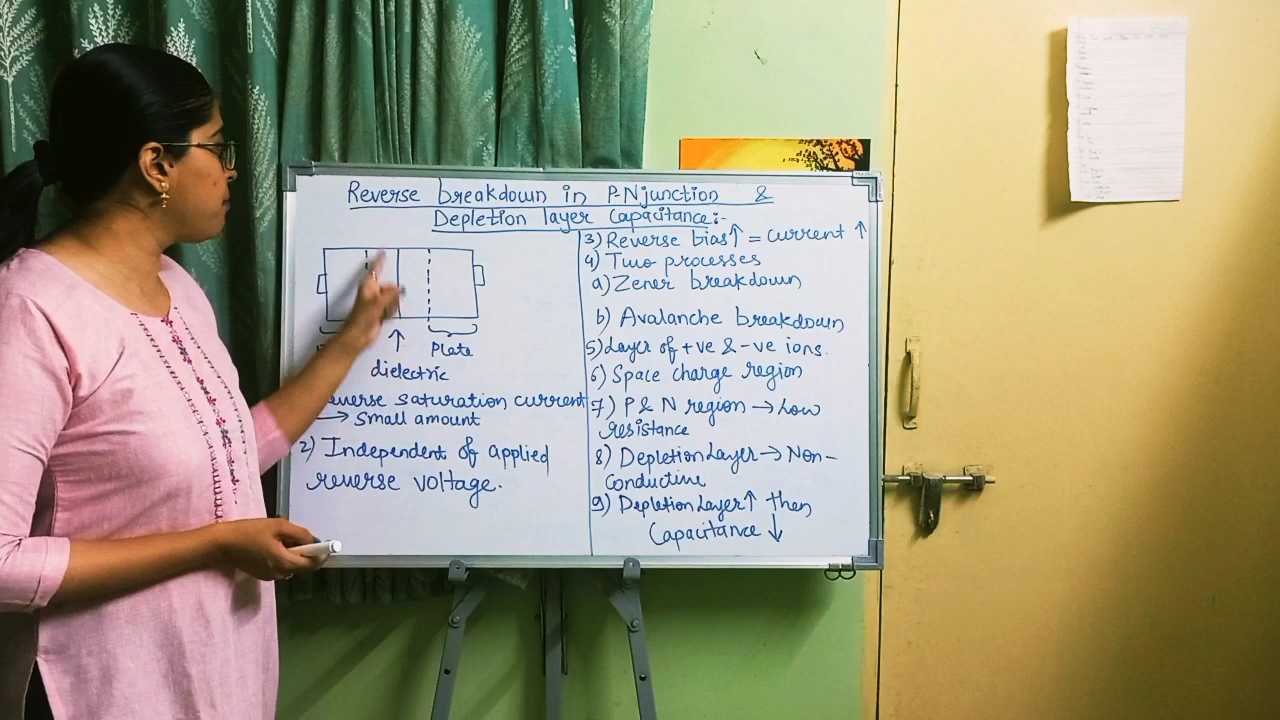 Reverse breakdown in P-N junction &
Depletion layer Capacitance:-
Plate
dielectric
everse saturation current
→ Small amount
2) Independent of applied
reverse voltage.
3) Reverse bias↑ = current ↑
4) Two processes
a) Zener breakdown
b) Avalanche breakdown
5) Layer of +ve & -ve ions.
6) Space charge region
7) P & N region → Low
resistance
8) Depletion Layer → Non-
Conductive
9) Depletion Layer↑ then
Capacitance ↓